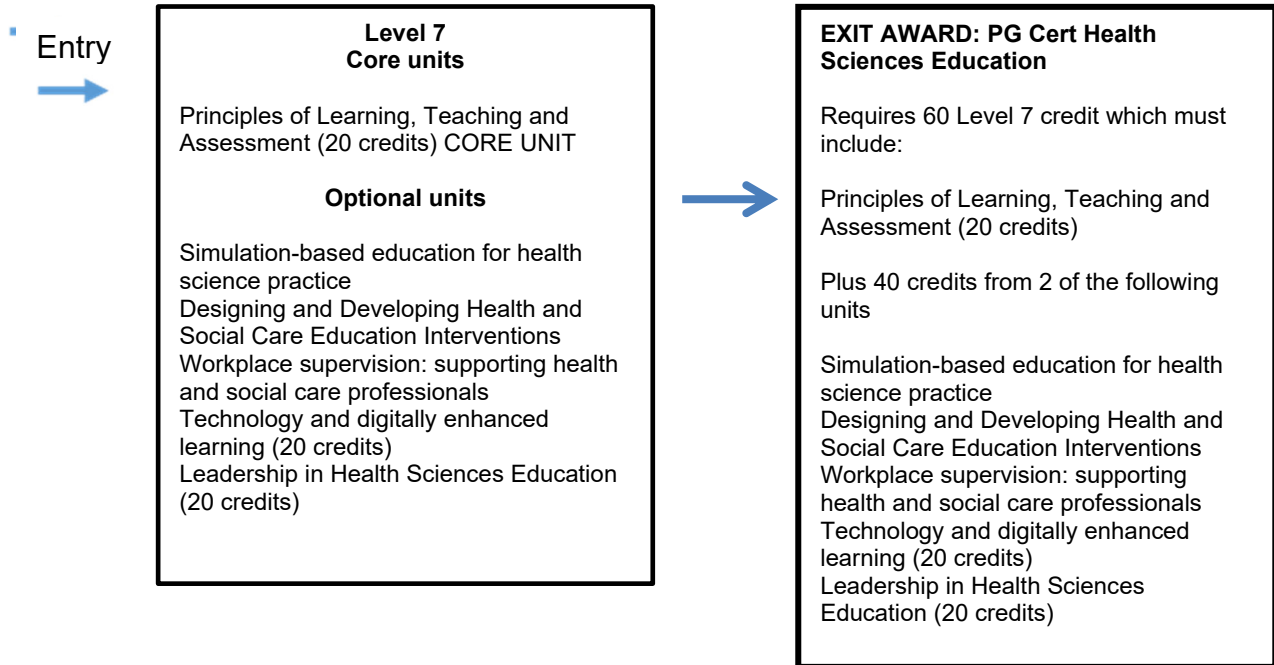 Entry
Level 7
Core units
Principles of Learning, Teaching and
Assessment (20 credits) CORE UNIT
Optional units
Simulation-based education for health
science practice
Designing and Developing Health and
Social Care Education Interventions
Workplace supervision: supporting health
and social care professionals
Technology and digitally enhanced
learning (20 credits)
Leadership in Health Sciences Education
(20 credits)
EXIT AWARD: PG Cert Health
Sciences Education
Requires 60 Level 7 credit which must
include:
Principles of Learning, Teaching and
Assessment (20 credits)
Plus 40 credits from 2 of the following
units
Simulation-based education for health
science practice
Designing and Developing Health and
Social Care Education Interventions
Workplace supervision: supporting
health and social care professionals
Technology and digitally enhanced
learning (20 credits)
Leadership in Health Sciences
Education (20 credits)